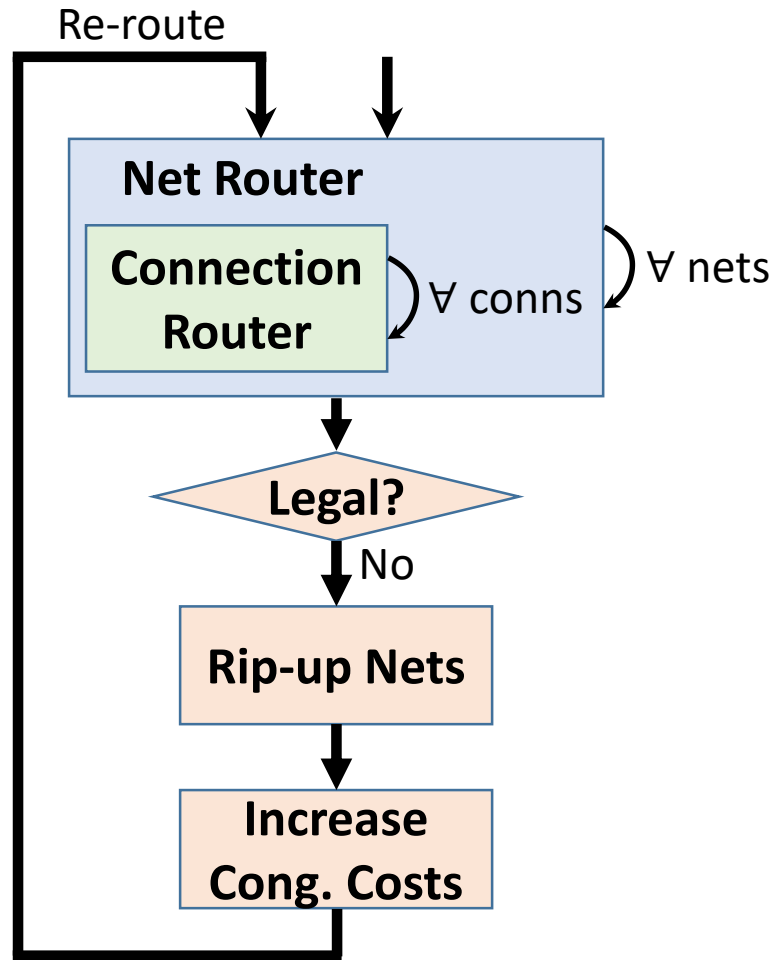 Re-route
Net Router
Connection
Router
∀ conns
∀ nets
Legal?
No
Rip-up Nets
Increase
Cong. Costs